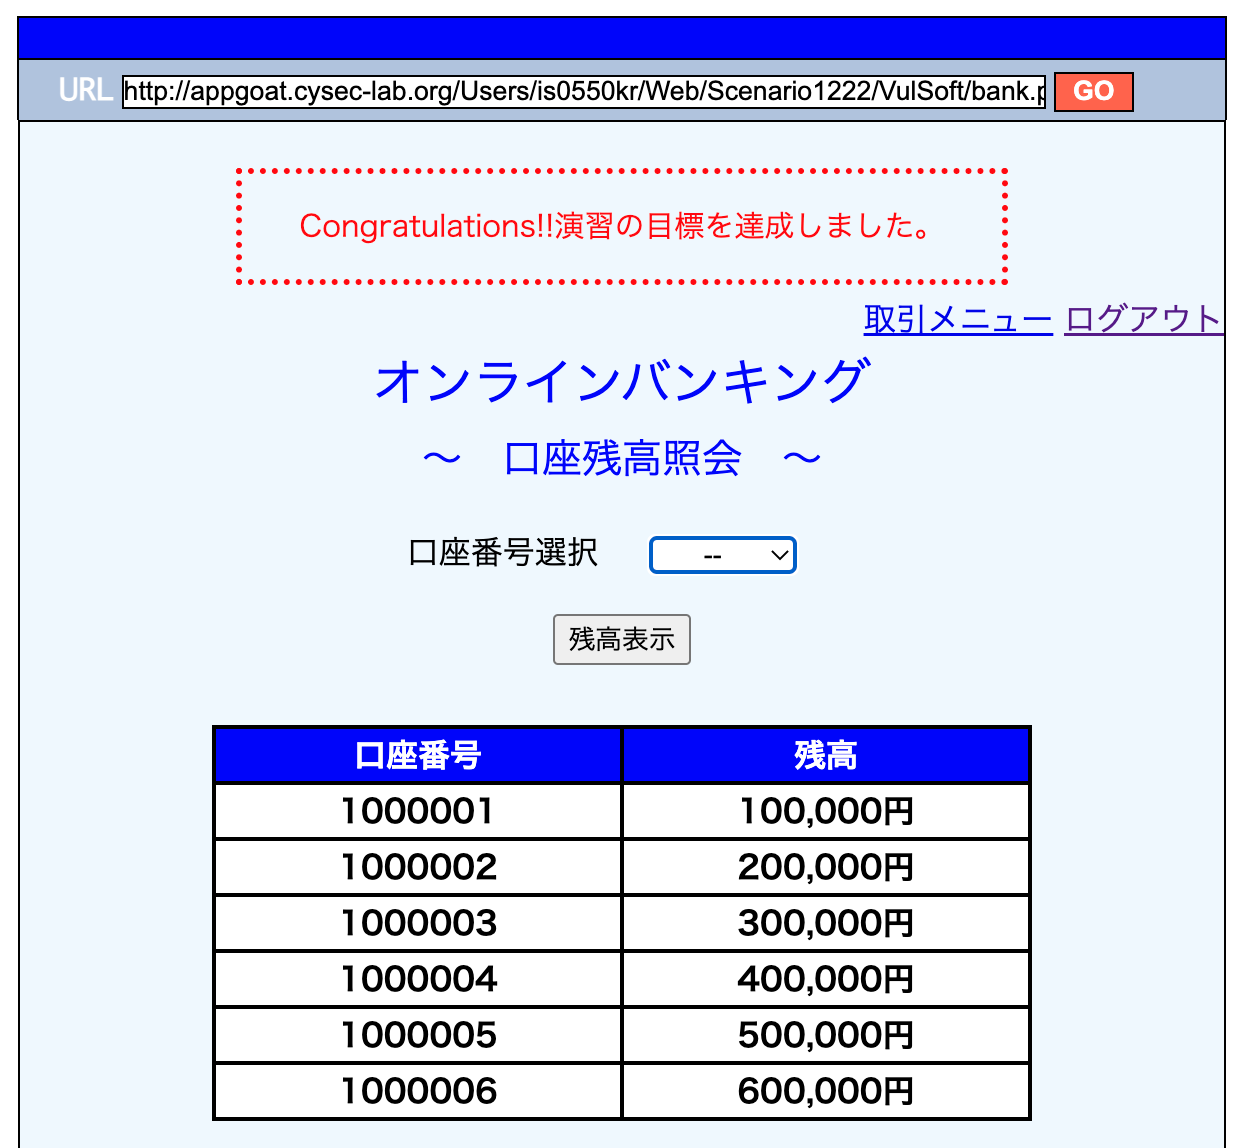 URL http://appgoat.cysec-lab.org/Users/is0550kr/Web/Scenario1222/VulSoft/bank.p GO
Congratulations!!演習の目標を達成しました。
取引メニュー ログアウト
オンラインバンキング
～　口座残高照会　～
口座番号選択 --
残高表示
口座番号 残高
1000001 100,000円
1000002 200,000円
1000003 300,000円
1000004 400,000円
1000005 500,000円
1000006 600,000円